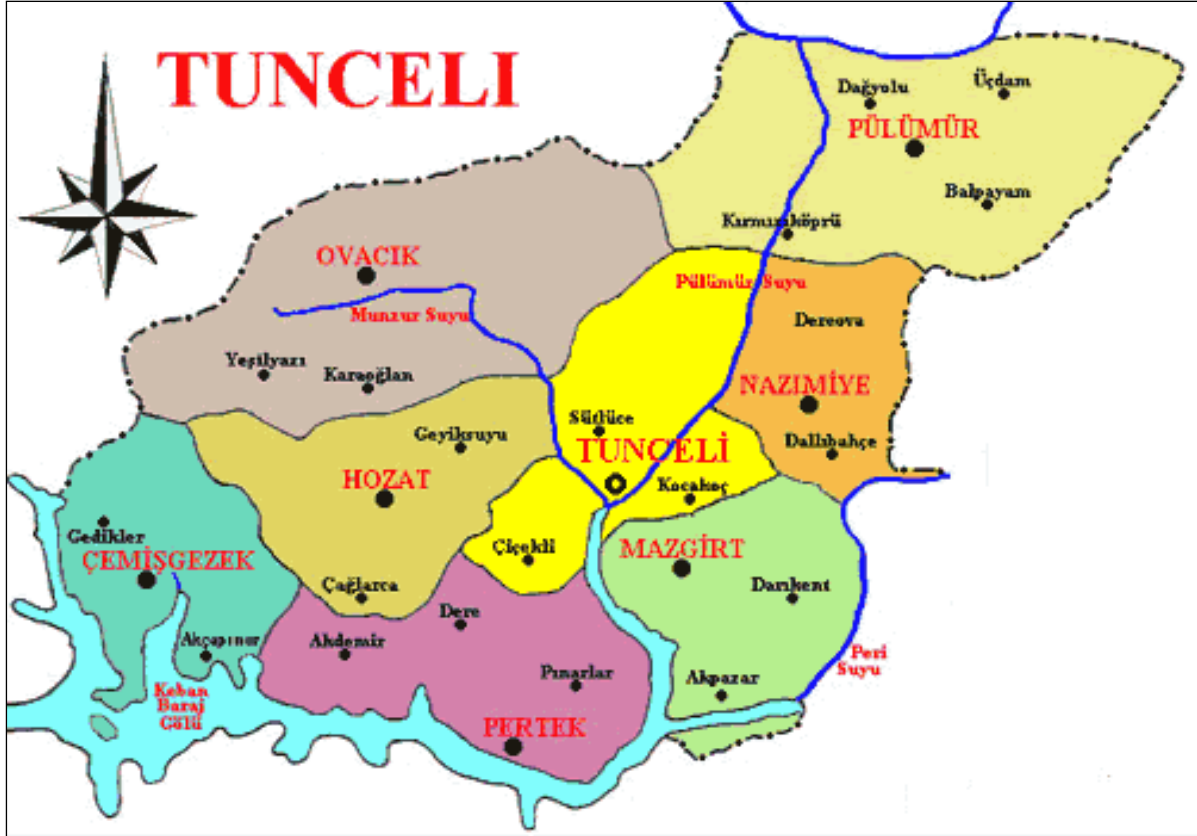 TUNCELI
Dağyolu
Üçdam
PÜLÜMÜR
Balpayam
Kırmızıköprü
OVACIK
Pülümür Suyu
Munzur Suyu
Dereova
Yeşilyazı
Karaoğlan
NAZIMİYE
Sütlüce
Geyiksuyu
Dallıbahçe
TUNCELİ
HOZAT
Kocakoç
Gedikler
ÇEMİŞGEZEK
Çiçekli
MAZGİRT
Çağlarca
Darıkent
Dere
Akçapınar
Akdemir
Peri
Suyu
Pınarlar
Akpazar
Keban
Baraj
Gölü
PERTEK